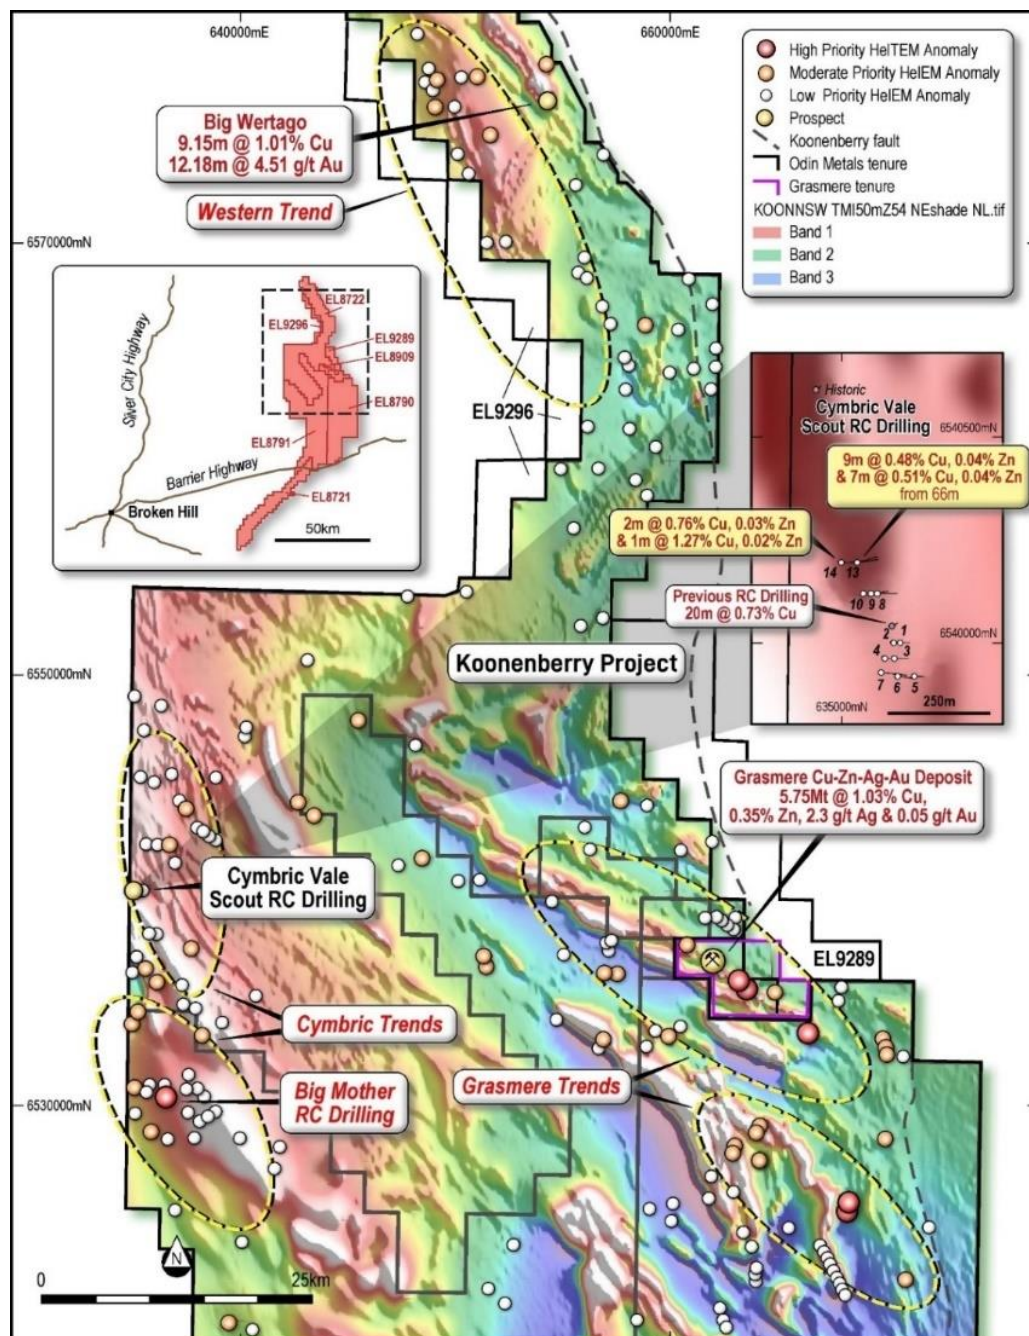 640000mE
660000mE
High Priority HelTEM Anomaly
Moderate Priority HelEM Anomaly
Low Priority HelEM Anomaly
Prospect
Koonenberry fault
Odin Metals tenure
Grasmere tenure
KOONNSW TMI50mZ54 NEshade NL.tif
Band 1
Band 2
Band 3
Big Wertago
9.15m @ 1.01% Cu
12.18m @ 4.51 g/t Au
Western Trend
6570000mN
Silver City Highway
EL8722
EL9296
EL9289
EL8909
EL8790
EL8791
Barrier Highway
EL8721
Broken Hill
50km
EL9296
Historic
Cymbric Vale
Scout RC Drilling
6540500mN
9m @ 0.48% Cu, 0.04% Zn
& 7m @ 0.51% Cu, 0.04% Zn
from 66m
2m @ 0.76% Cu, 0.03% Zn
& 1m @ 1.27% Cu, 0.02% Zn
14 13
10 9 8
Previous RC Drilling
20m @ 0.73% Cu
2 1
6540000mN
4 3
7 6 5
635000mN
250m
Koonenberry Project
6550000mN
Grasmere Cu-Zn-Ag-Au Deposit
5.75Mt @ 1.03% Cu,
0.35% Zn, 2.3 g/t Ag & 0.05 g/t Au
Cymbric Vale
Scout RC Drilling
EL9289
Cymbric Trends
Grasmere Trends
Big Mother
RC Drilling
6530000mN
N
0
25km